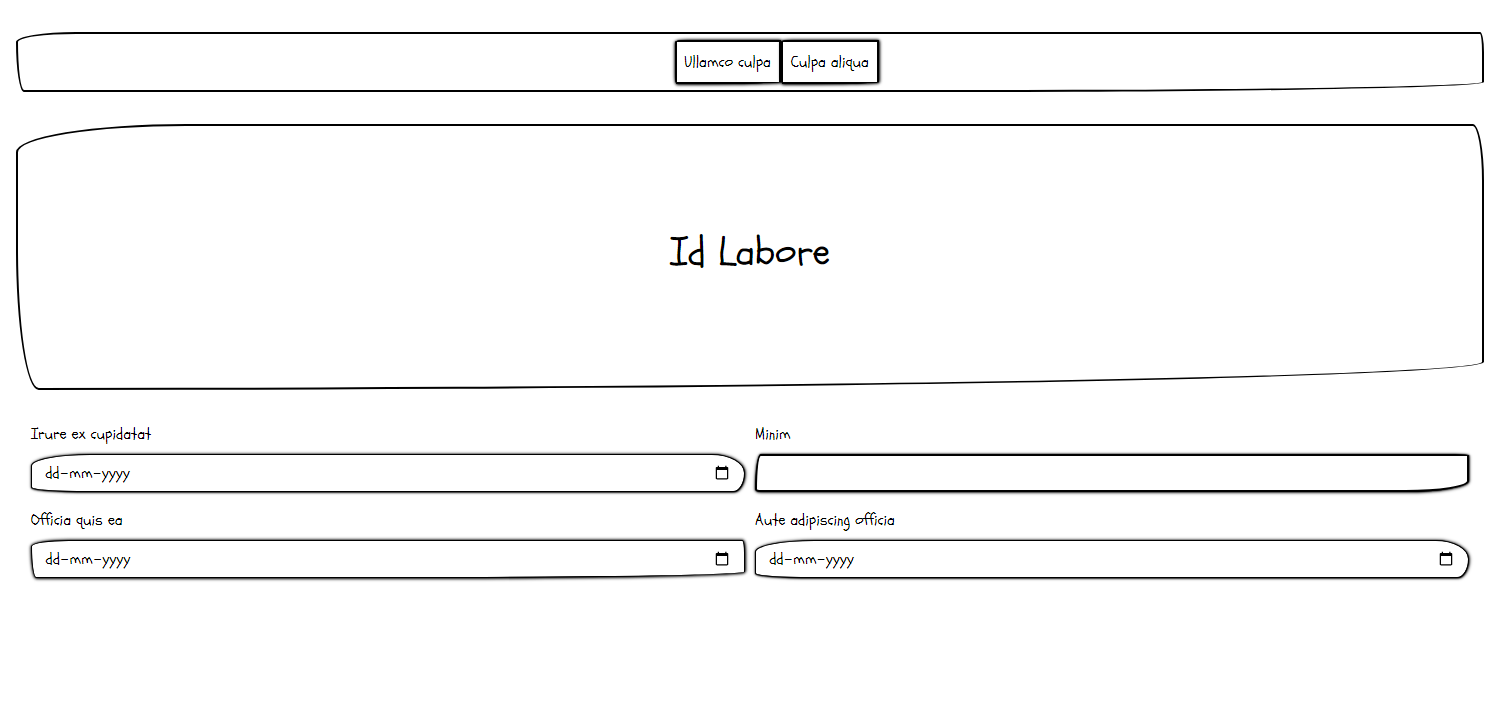 Ullamco culpa Culpa aliqua
Id Labore
Irure ex cupidatat Minim
dd-mm-yyyy
Officia quis ea Aute adipiscing officia
dd-mm-yyyy dd-mm-yyyy